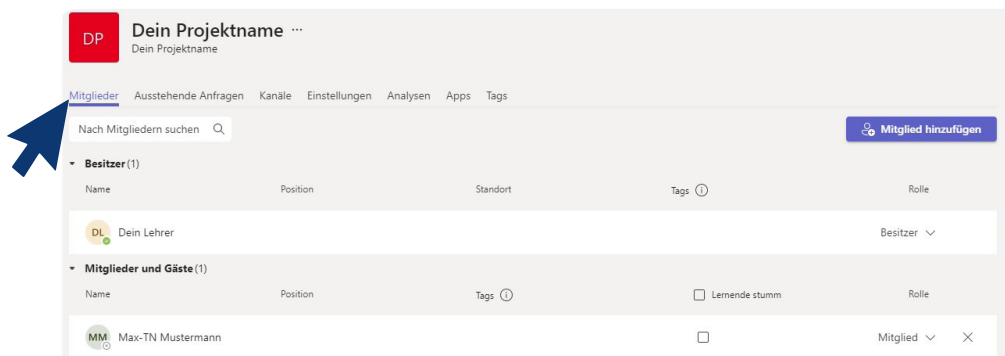 DP
Dein Projektname ...
Dein Projektname
Mitglieder Ausstehende Anfragen Kanäle Einstellungen Analysen Apps Tags
Nach Mitgliedern suchen Mitglied hinzufügen
Besitzer (1)
Name Position Standort Tags Rolle
DL Dein Lehrer Besitzer
Mitglieder und Gäste (1)
Name Position Tags Lernende stumm Rolle
MM Max-TN Mustermann Mitglied